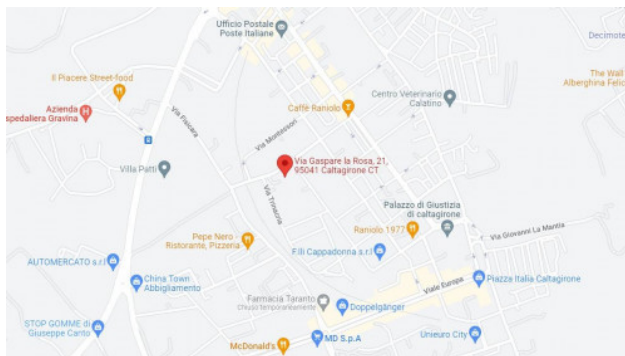 Ufficio Postale
Poste Italiane
Decimote
Il Piacere Street-food
The Wall
Alberghina Felic
Centro Veterinario
Calatino
Azienda
ospedaliera Gravina
Caffè Raniolo
Via Fisicara
Via Montessori
Villa Patti
Via Gaspare la Rosa, 21,
95041 Caltagirone CT
Via Trinacria
Palazzo di Giustizia
di caltagirone
Pepe Nero -
Ristorante, Pizzeria
Raniolo 1977
Via Giovanni La Mantia
F.lli Cappadonna s.r.l
AUTOMERCATO s.r.l
China Town
Abbigliamento
Viale Europa
Piazza Italia Caltagirone
Farmacia Taranto
Chiuso temporaneamente
Doppelgänger
STOP GOMME di
Giuseppe Canto
McDonald's
MD S.p.A
Unieuro City